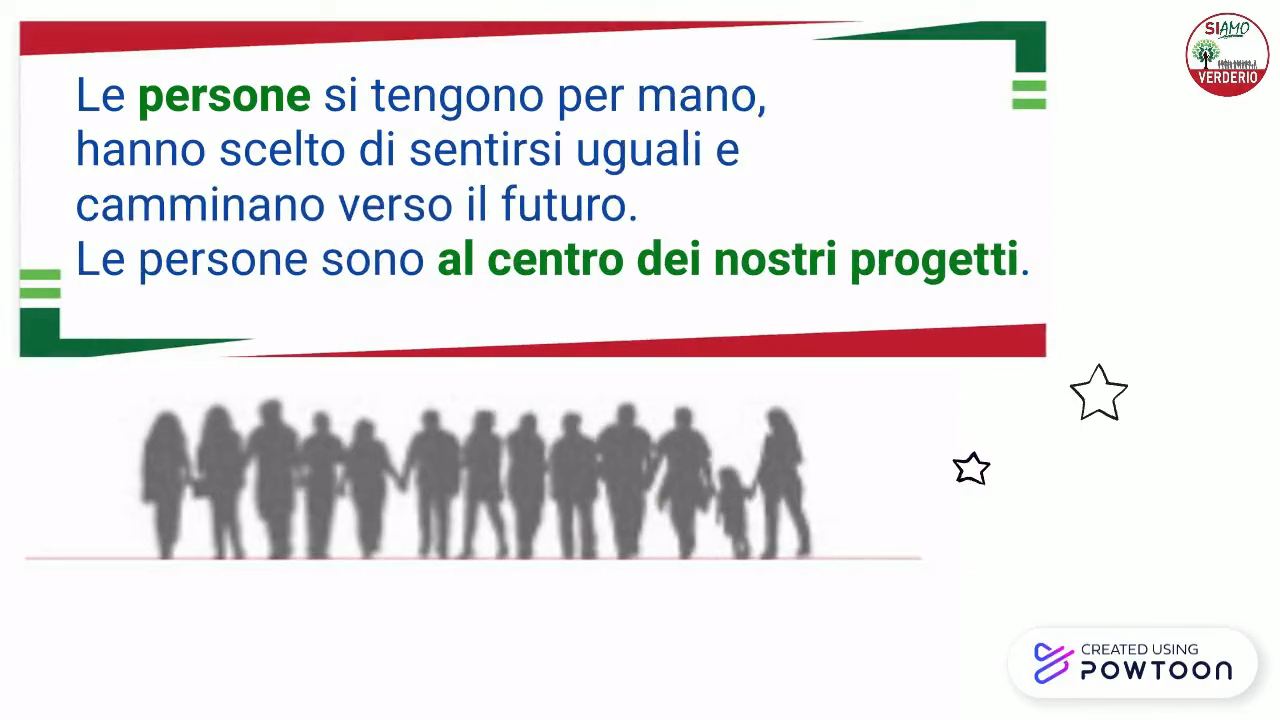 SIAMO
VERDERIO
Le persone si tengono per mano,
hanno scelto di sentirsi uguali e
camminano verso il futuro.
Le persone sono al centro dei nostri progetti.
CREATED USING
POWTOON